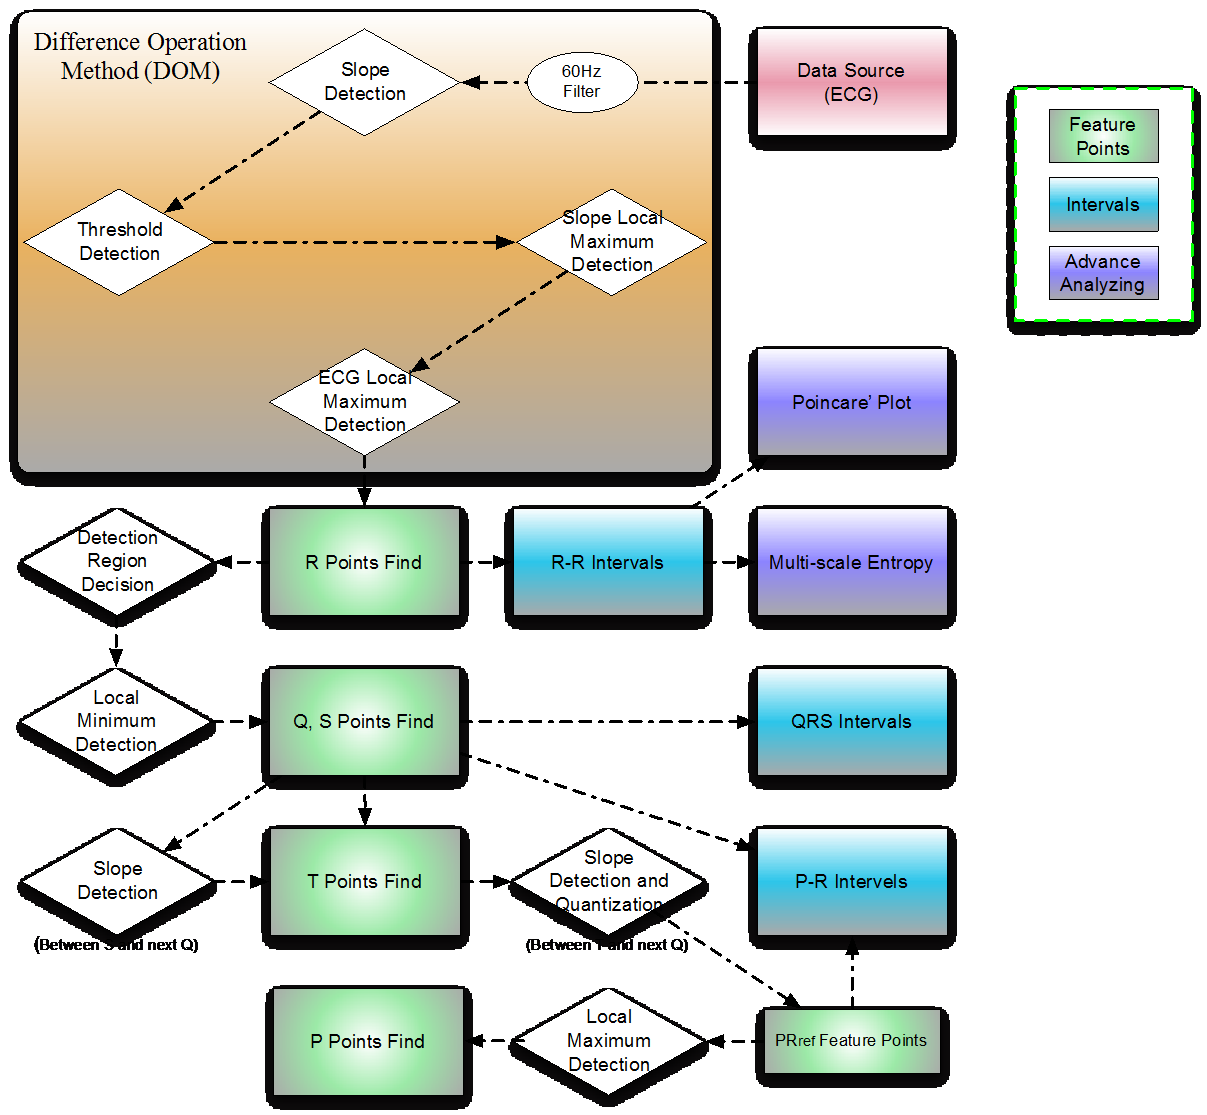 Difference Operation
Method (DOM)
Slope
Detection
60Hz
Filter
Data Source
(ECG)
Feature
Points
Intervals
Advance
Analyzing
Threshold
Detection
Slope Local
Maximum
Detection
ECG Local
Maximum
Detection
Poincare’ Plot
Detection
Region
Decision
R Points Find
R-R Intervals
Multi-scale Entropy
Local
Minimum
Detection
Q, S Points Find
QRS Intervals
Slope
Detection
(Between S and next Q)
T Points Find
Slope
Detection and
Quantization
(Between T and next Q)
P-R Intervels
P Points Find
Local
Maximum
Detection
PRref Feature Points